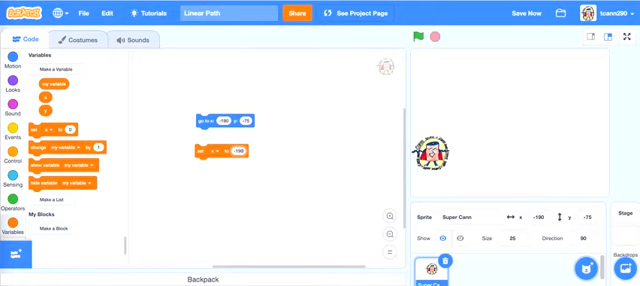 SCRATCH
File
Edit
Tutorials
Linear Path
Share
See Project Page
Save Now
tcann290
Code
Costumes
Sounds
Motion
Looks
Sound
Events
Control
Sensing
Operators
Variables
Variables
Make a Variable
my variable
x
y
set x to 0
change my variable by 1
show variable my variable
hide variable my variable
Make a List
My Blocks
Make a Block
go to x: -190 y: -75
set x to -190
Backpack
Sprite Super Cann x -190 y -75
Show Size 25 Direction 90
Stage
Backdrops